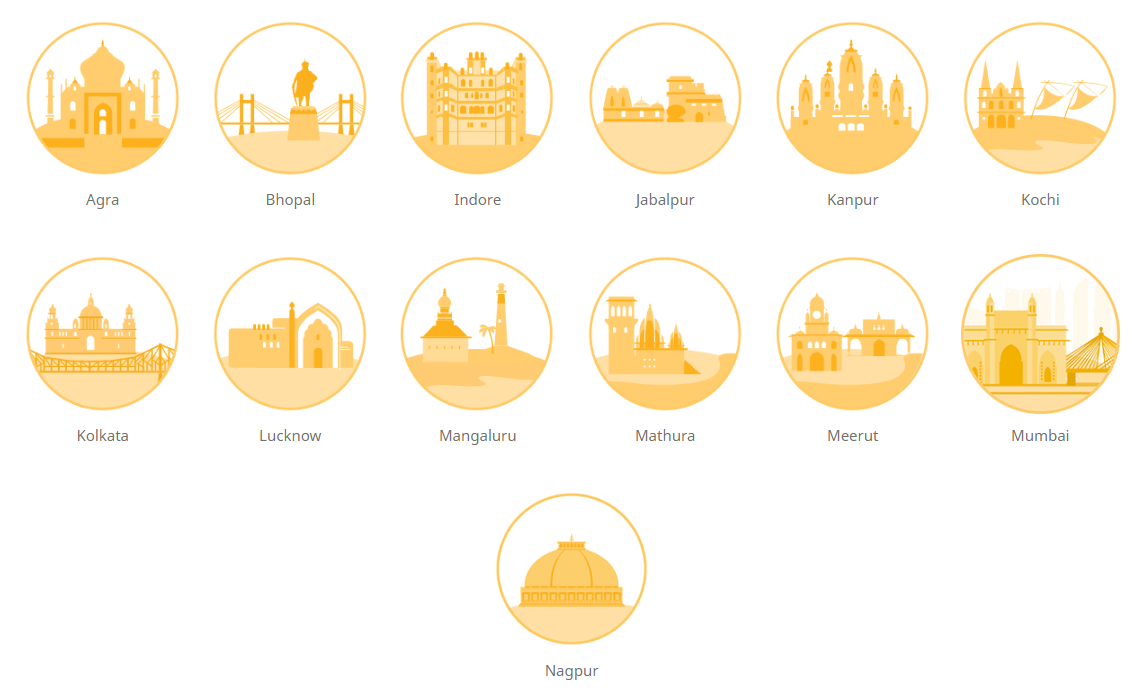 Agra
Bhopal
Indore
Jabalpur
Kanpur
Kochi
Kolkata
Lucknow
Mangaluru
Mathura
Meerut
Mumbai
Nagpur